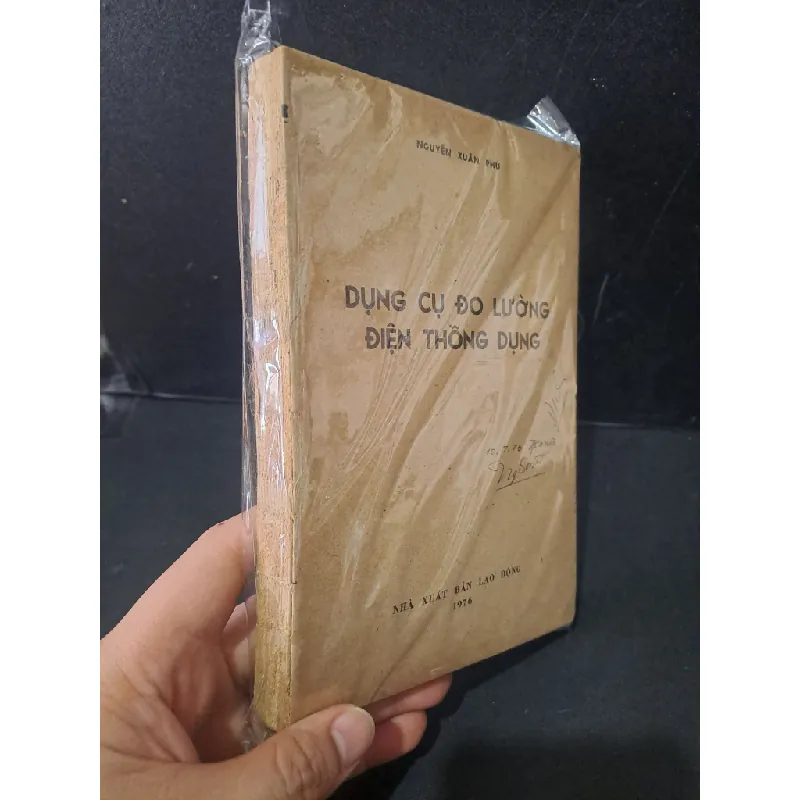 NGUYỄN XUÂN PHÚ
DỤNG CỤ ĐO LƯỜNG
ĐIỆN THÔNG DỤNG
NHÀ XUẤT BẢN LAO ĐỘNG
1976